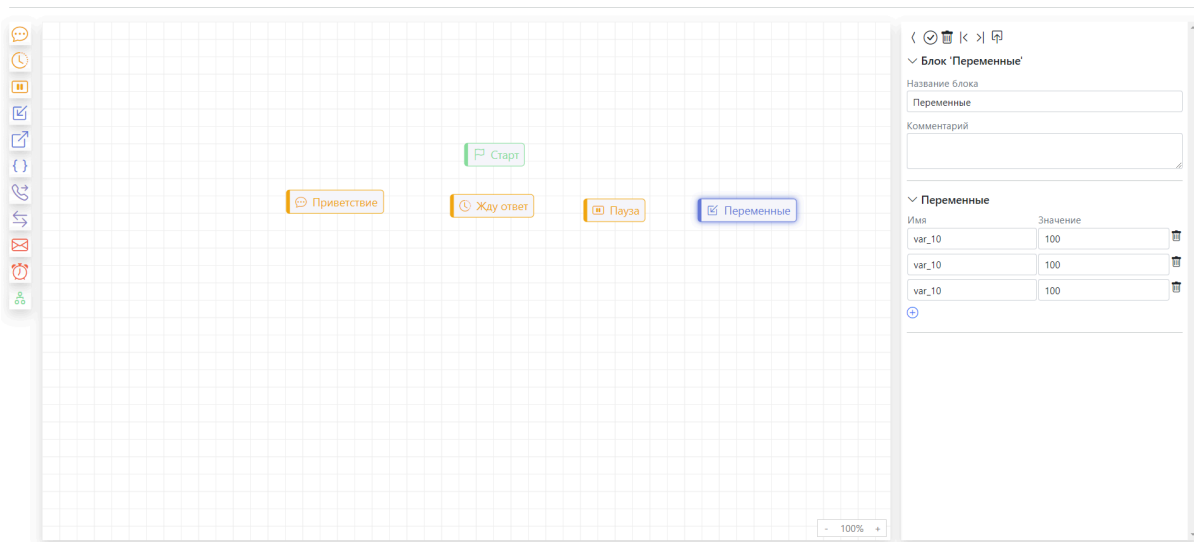 Блок 'Переменные'
Название блока
Переменные
Комментарий
Старт
Приветствие
Жду ответ
Пауза
Переменные
Переменные
Имя Значение
var_10 100
var_10 100
var_10 100
- 100% +